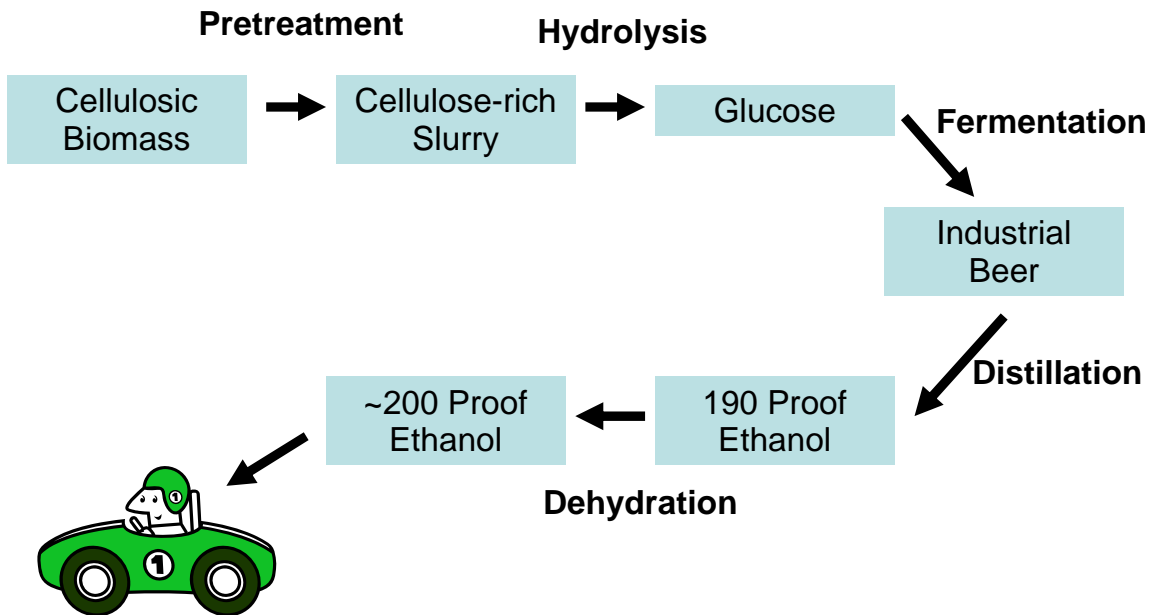 Pretreatment
Hydrolysis
Cellulosic
Biomass
Cellulose-rich
Slurry
Glucose
Fermentation
Industrial
Beer
Distillation
190 Proof
Ethanol
Dehydration
~200 Proof
Ethanol
1
1